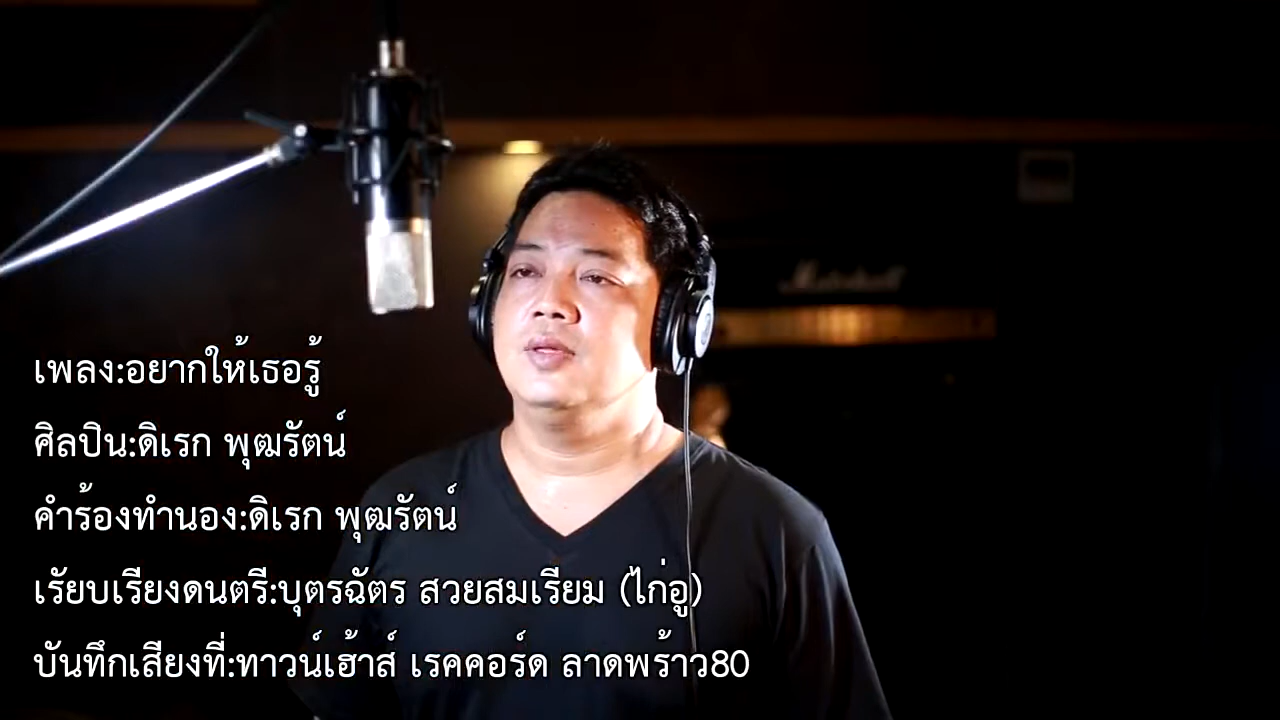 Marshall
เพลง:อยากให้เธอรู้
ศิลปิน:ดิเรก พุฒรัตน์
คำร้องทำนอง:ดิเรก พุฒรัตน์
เรัยบเรียงดนตรี:บุตรฉัตร สวยสมเรียม (ไก่อู)
บันทึกเสียงที่:ทาวน์เฮ้าส์ เรคคอร์ด ลาดพร้าว80